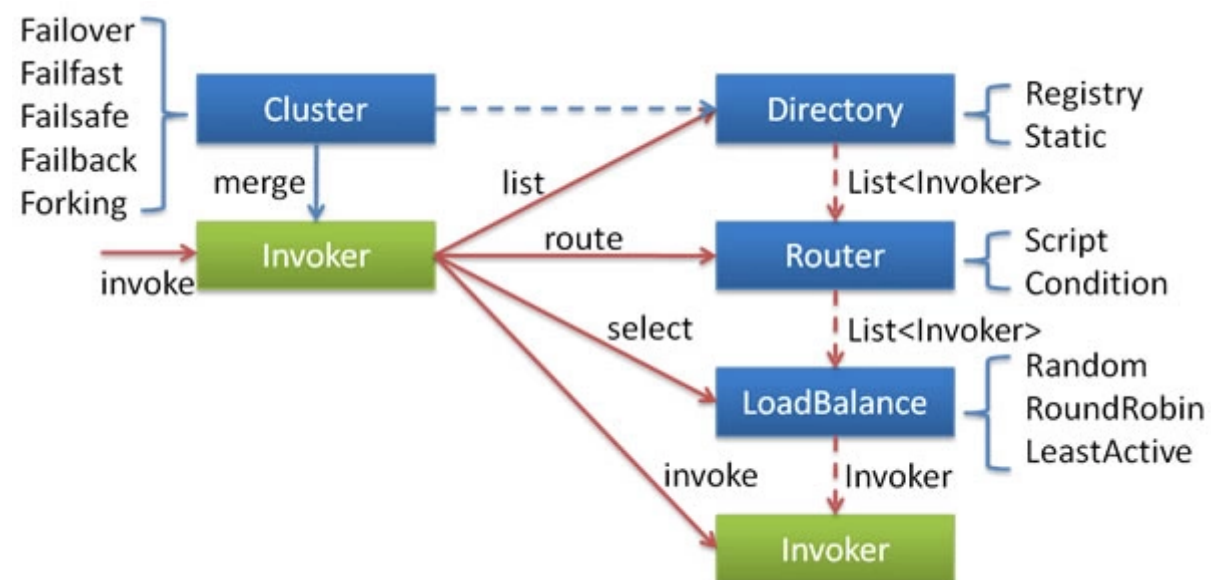 Failover
Failfast
Failsafe
Failback
Forking
Cluster
Directory
Registry
Static
merge
list
List<Invoker>
invoke
Invoker
route
Router
Script
Condition
select
List<Invoker>
LoadBalance
Random
RoundRobin
LeastActive
invoke
Invoker
Invoker